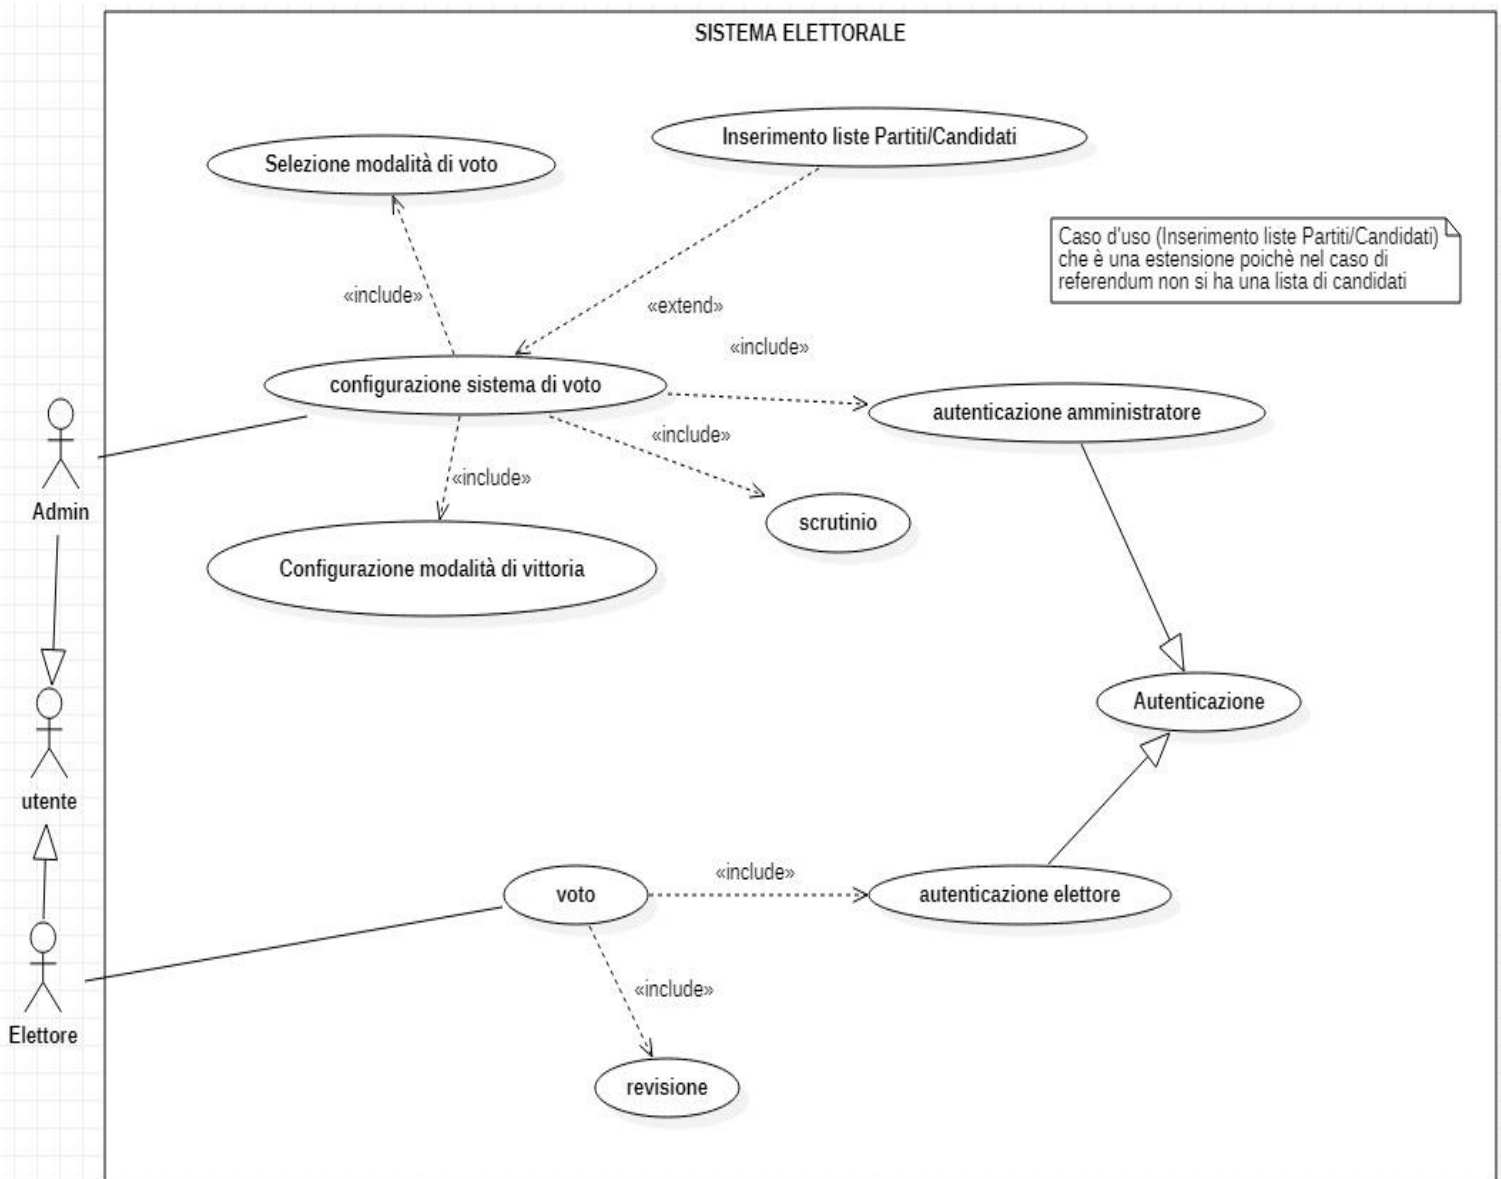 SISTEMA ELETTORALE
Inserimento liste Partiti/Candidati
Selezione modalità di voto
Caso d'uso (Inserimento liste Partiti/Candidati)
che è una estensione poichè nel caso di
referendum non si ha una lista di candidati
«include»
«extend»
«include»
configurazione sistema di voto
autenticazione amministratore
«include»
«include»
Admin
scrutinio
Configurazione modalità di vittoria
Autenticazione
utente
«include»
voto
autenticazione elettore
«include»
Elettore
revisione